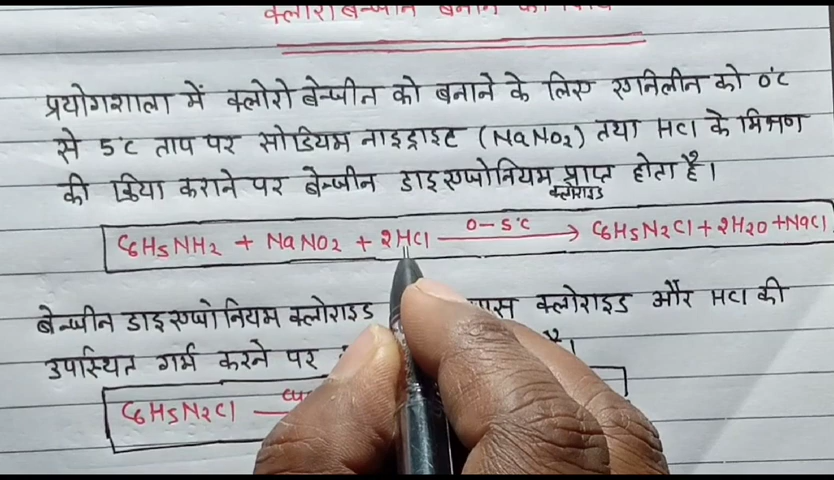 क्लोरोबेन्जीन बनाने की विधि
प्रयोगशाला में क्लोरो बेन्जीन को बनाने के लिए एनिलीन को 0°C
से 5°C ताप पर सोडियम नाइट्राइट (NaNO2) तथा HCl के मिश्रण
की क्रिया कराने पर बेन्जीन डाइएजोनियम प्राप्त होता है।
क्लोराइड
C6H5NH2 + NaNO2 + 2HCl 0-5°C → C6H5N2Cl + 2H2O + NaCl
बेन्जीन डाइएजोनियम क्लोराइड क्लोराइड और HCl की
उपस्थित गर्म करने पर है।
C6H5N2Cl